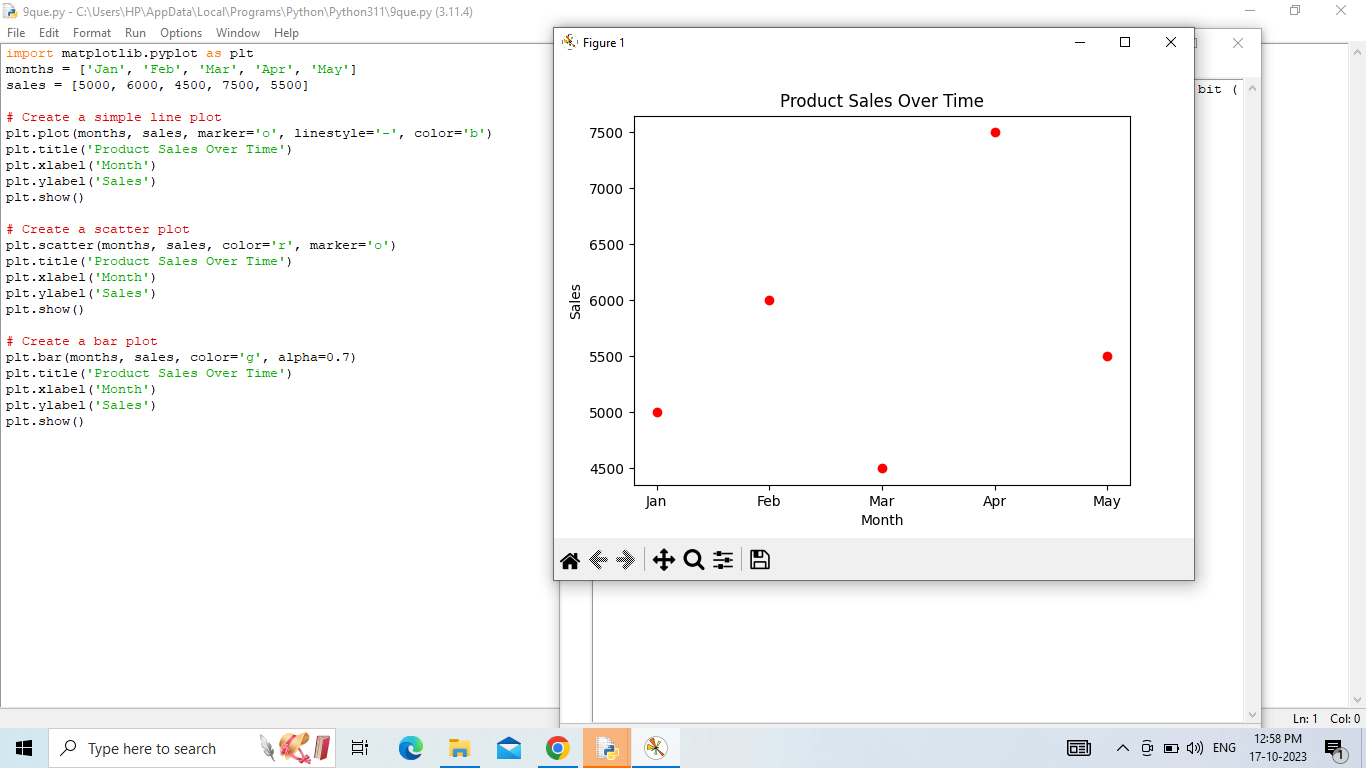 9que.py - C:\Users\HP\AppData\Local\Programs\Python\Python311\9que.py (3.11.4)
File Edit Format Run Options Window Help
import matplotlib.pyplot as plt
months = ['Jan', 'Feb', 'Mar', 'Apr', 'May']
sales = [5000, 6000, 4500, 7500, 5500]
# Create a simple line plot
plt.plot(months, sales, marker='o', linestyle='-', color='b')
plt.title('Product Sales Over Time')
plt.xlabel('Month')
plt.ylabel('Sales')
plt.show()
# Create a scatter plot
plt.scatter(months, sales, color='r', marker='o')
plt.title('Product Sales Over Time')
plt.xlabel('Month')
plt.ylabel('Sales')
plt.show()
# Create a bar plot
plt.bar(months, sales, color='g', alpha=0.7)
plt.title('Product Sales Over Time')
plt.xlabel('Month')
plt.ylabel('Sales')
plt.show()
Figure 1
bit (
Product Sales Over Time
7500
7000
6500
6000
5500
5000
4500
Sales
Jan Feb Mar Apr May
Month
Ln: 1 Col: 0
Type here to search
ENG
12:58 PM
17-10-2023
1